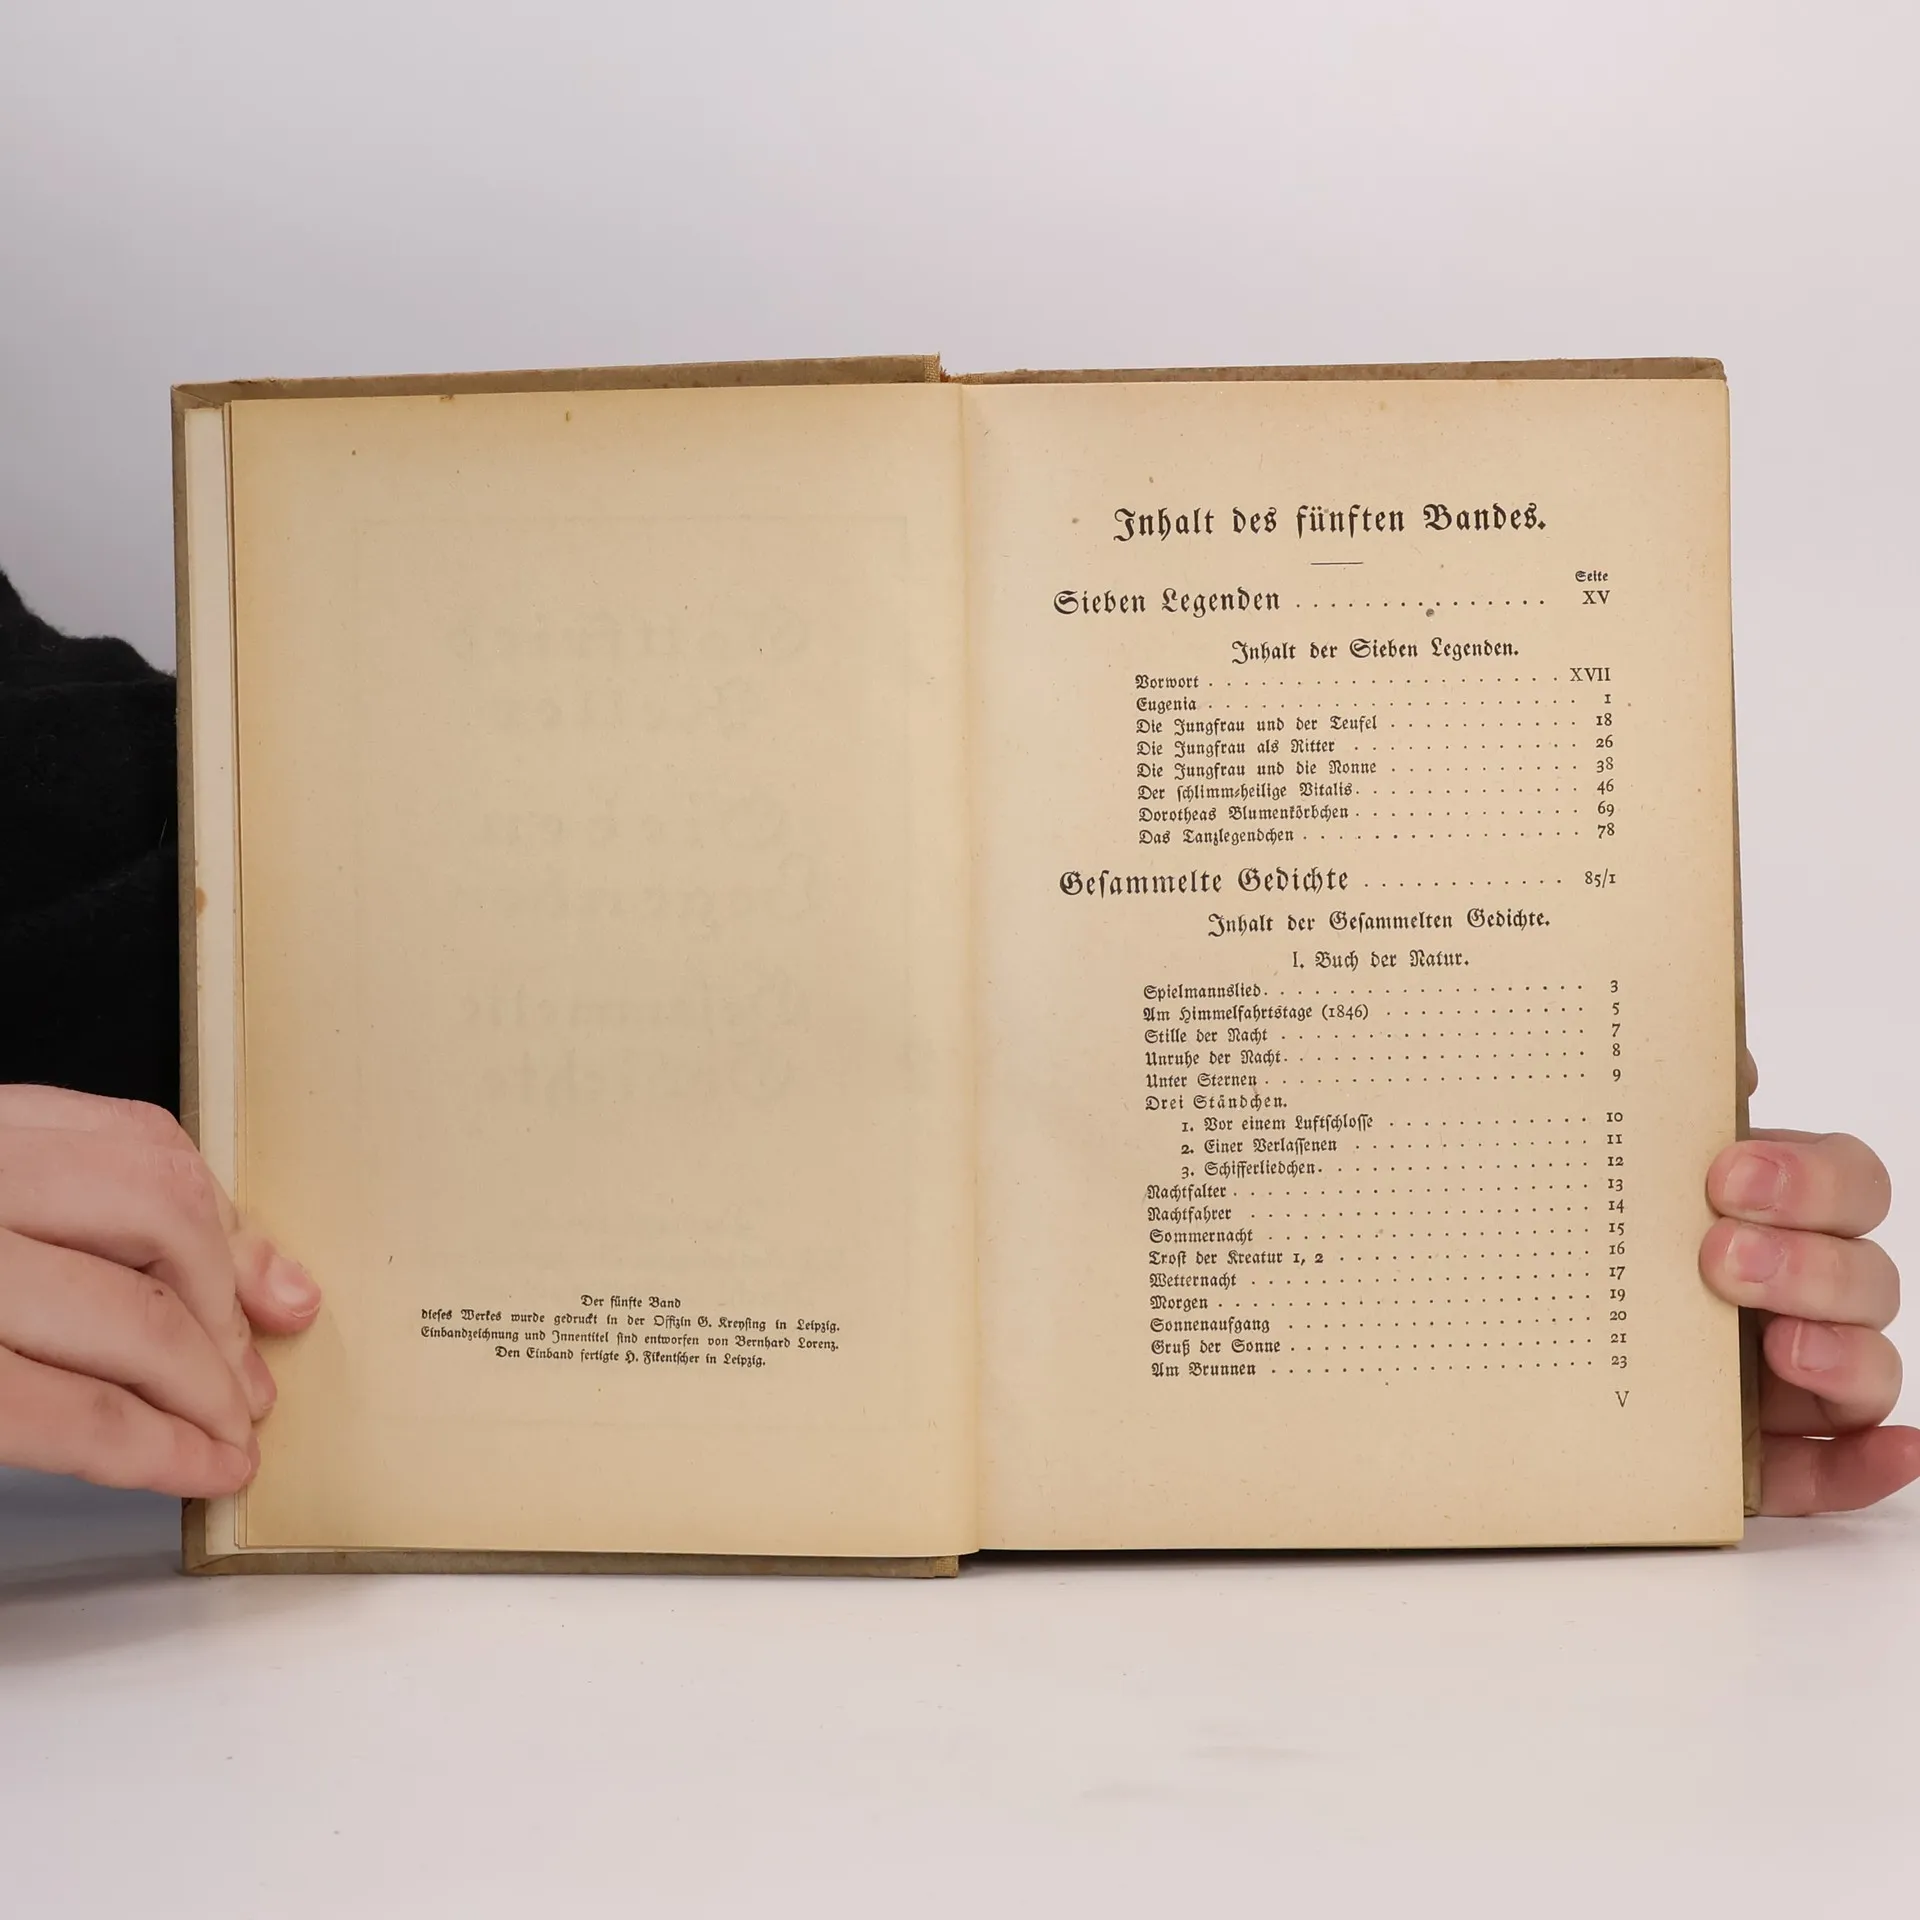 Der fünfte Band
dieses Werkes wurde gedruckt in der Offizin G. Kreysing in Leipzig.
Einbandzeichnung und Innentitel sind entworfen von Bernhard Lorenz.
Den Einband fertigte H. Fikentscher in Leipzig.
Inhalt des fünften Bandes.
Seite
Sieben Legenden . . . . . . . . . . . . . . . XV
Inhalt der Sieben Legenden.
Vorwort . . . . . . . . . . . . . . . . . . . . XVII
Eugenia . . . . . . . . . . . . . . . . . . . . . 1
Die Jungfrau und der Teufel . . . . . . . . . . . 18
Die Jungfrau als Ritter . . . . . . . . . . . . . 26
Die Jungfrau und die Nonne . . . . . . . . . . . 38
Der schlimm-heilige Vitalis . . . . . . . . . . . . . 46
Dorotheas Blumenkörbchen . . . . . . . . . . . . . 69
Das Tanzlegendchen . . . . . . . . . . . . . . . . 78
Gesammelte Gedichte . . . . . . . . . . . . 85/1
Inhalt der Gesammelten Gedichte.
I. Buch der Natur.
Spielmannslied . . . . . . . . . . . . . . . . . . 3
Am Himmelfahrtstage (1846) . . . . . . . . . . . 5
Stille der Nacht . . . . . . . . . . . . . . . . . 7
Unruhe der Nacht . . . . . . . . . . . . . . . . . 8
Unter Sternen . . . . . . . . . . . . . . . . . . 9
Drei Ständchen.
1. Vor einem Luftschlosse . . . . . . . . . . . 10
2. Einer Verlassenen . . . . . . . . . . . . . 11
3. Schifferliedchen . . . . . . . . . . . . . . . 12
Nachtfalter . . . . . . . . . . . . . . . . . . . . 13
Nachtfahrer . . . . . . . . . . . . . . . . . . . 14
Sommernacht . . . . . . . . . . . . . . . . . . 15
Trost der Kreatur 1, 2 . . . . . . . . . . . . . . 16
Wetternacht . . . . . . . . . . . . . . . . . . . 17
Morgen . . . . . . . . . . . . . . . . . . . . . 19
Sonnenaufgang . . . . . . . . . . . . . . . . . 20
Gruß der Sonne . . . . . . . . . . . . . . . . . 21
Am Brunnen . . . . . . . . . . . . . . . . . . 23
V